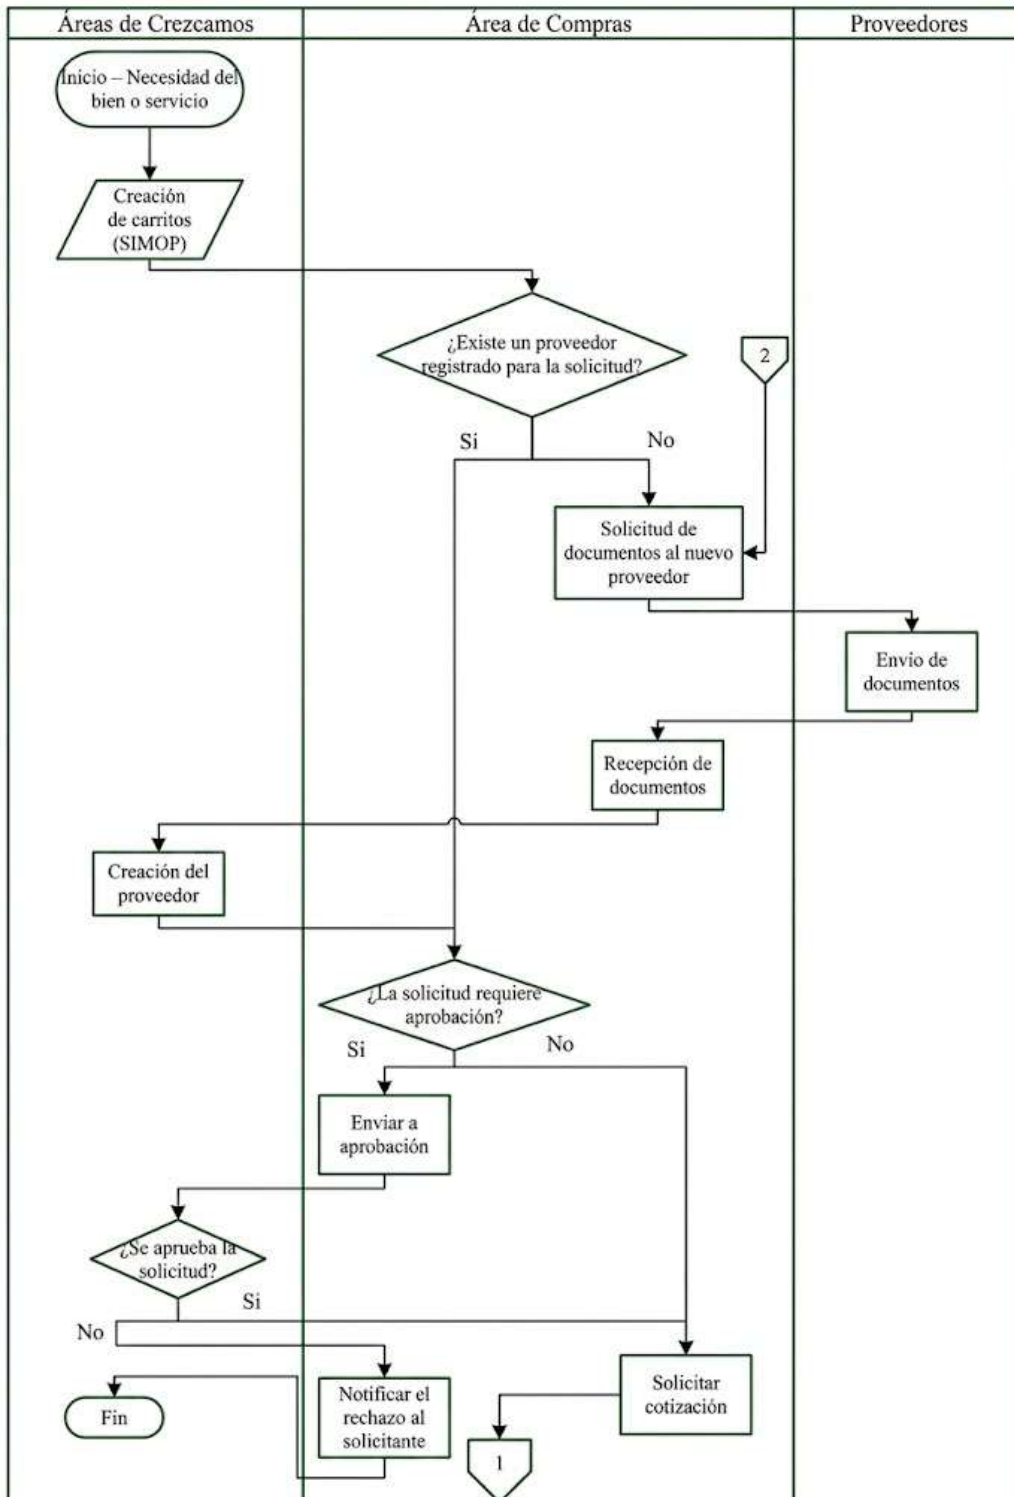 Áreas de Crezcamos
Área de Compras
Proveedores
Inicio – Necesidad del
bien o servicio
Creación
de carritos
(SIMOP)
¿Existe un proveedor
registrado para la solicitud?
2
Si
No
Solicitud de
documentos al nuevo
proveedor
Envio de
documentos
Recepción de
documentos
Creación del
proveedor
¿La solicitud requiere
aprobación?
Si
No
Enviar a
aprobación
¿Se aprueba la
solicitud?
Si
No
Notificar el
rechazo al
solicitante
Solicitar
cotización
Fin
1